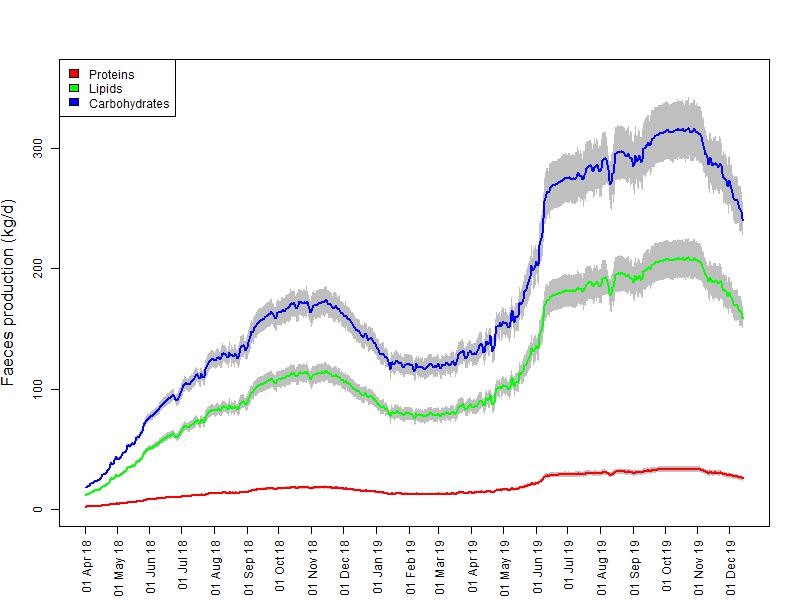 Proteins
Lipids
Carbohydrates
Faeces production (kg/d)
300
200
100
0
01 Apr 18
01 May 18
01 Jun 18
01 Jul 18
01 Aug 18
01 Sep 18
01 Oct 18
01 Nov 18
01 Dec 18
01 Jan 19
01 Feb 19
01 Mar 19
01 Apr 19
01 May 19
01 Jun 19
01 Jul 19
01 Aug 19
01 Sep 19
01 Oct 19
01 Nov 19
01 Dec 19